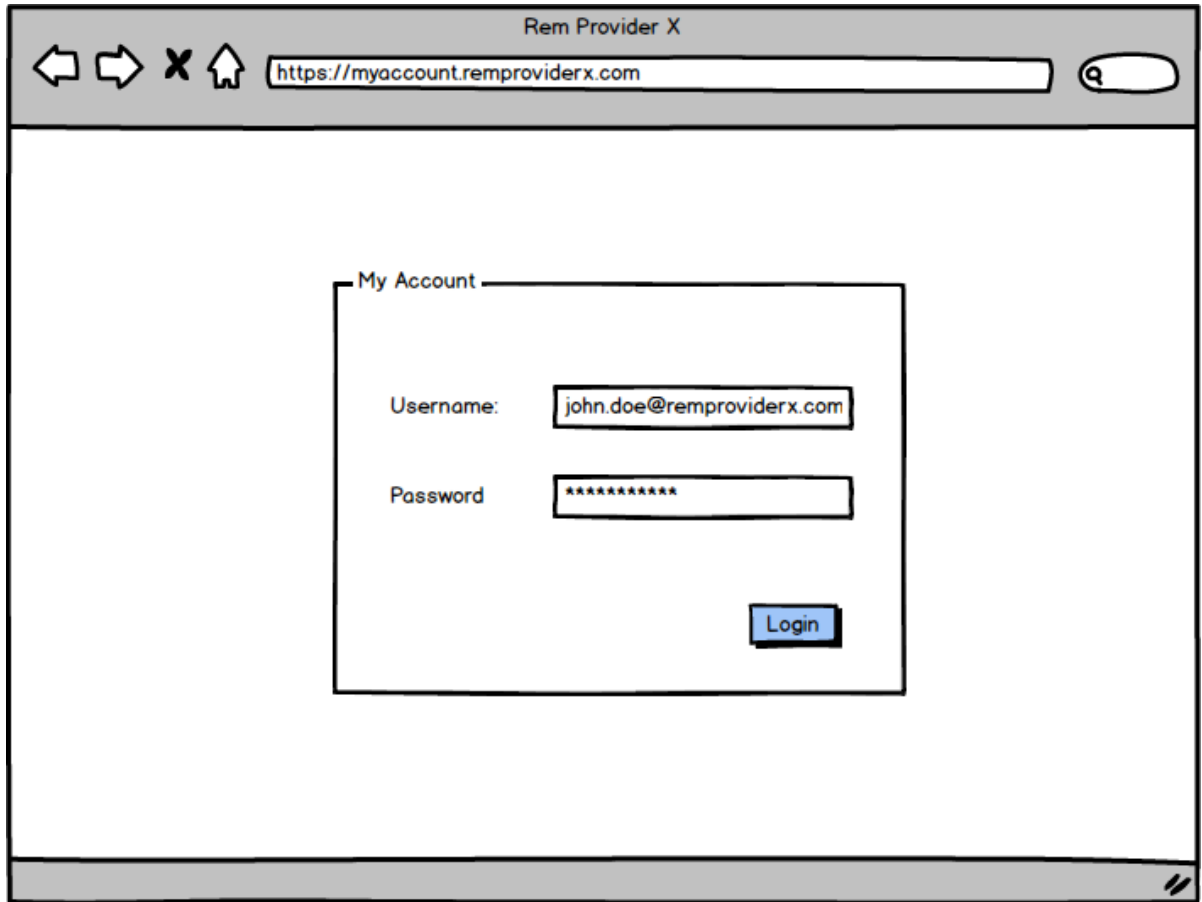 Rem Provider X
https://myaccount.remproviderx.com
My Account
Username: john.doe@remproviderx.com
Password ***********
Login